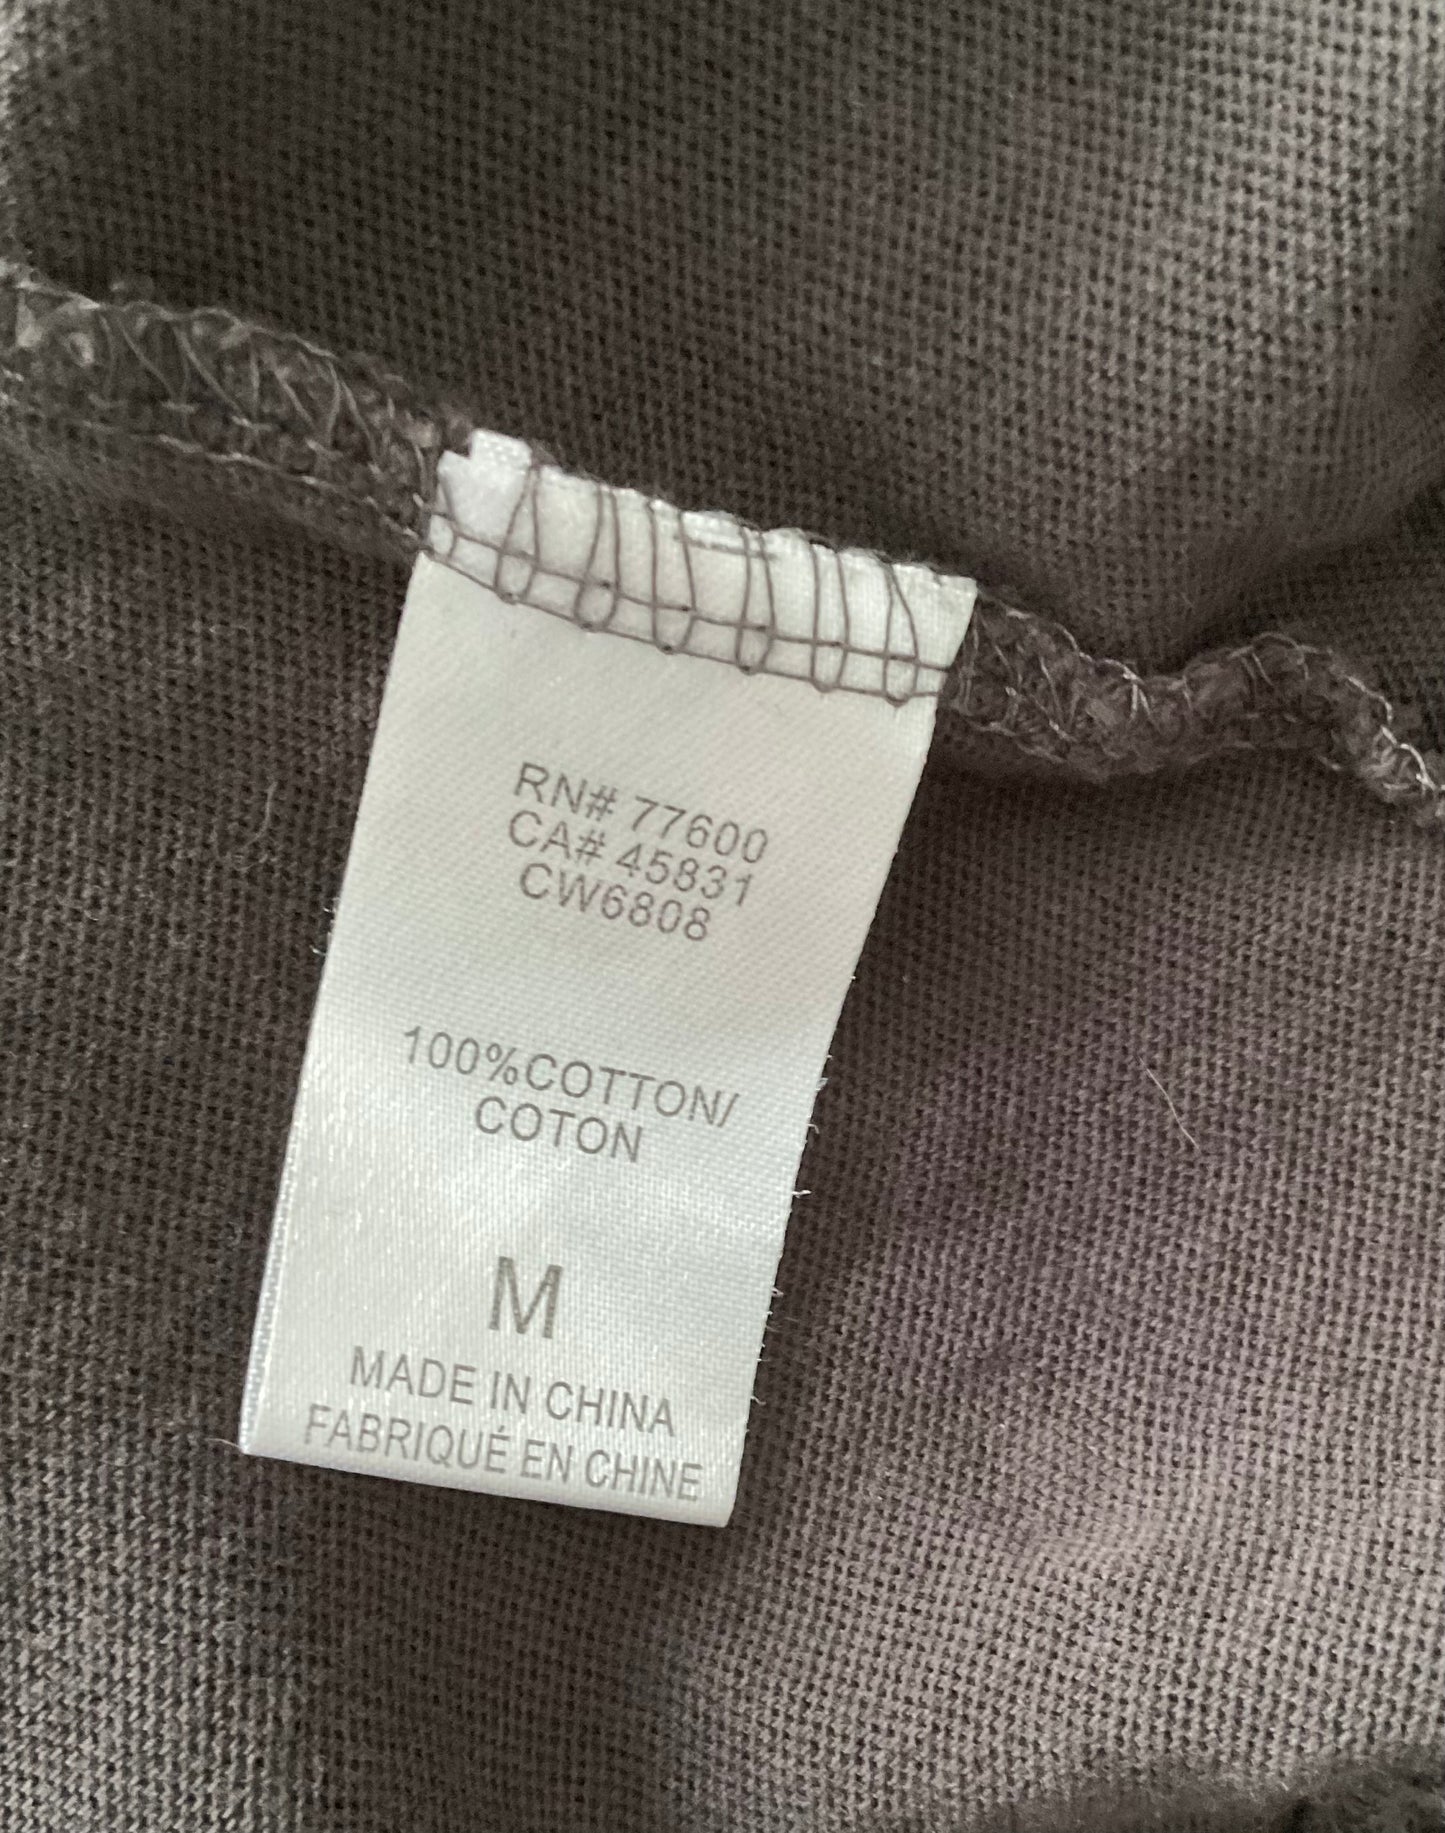 RN# 77600
CA# 45831
CW6808
100%COTTON/
COTON
M
MADE IN CHINA
FABRIQUÉ EN CHINE